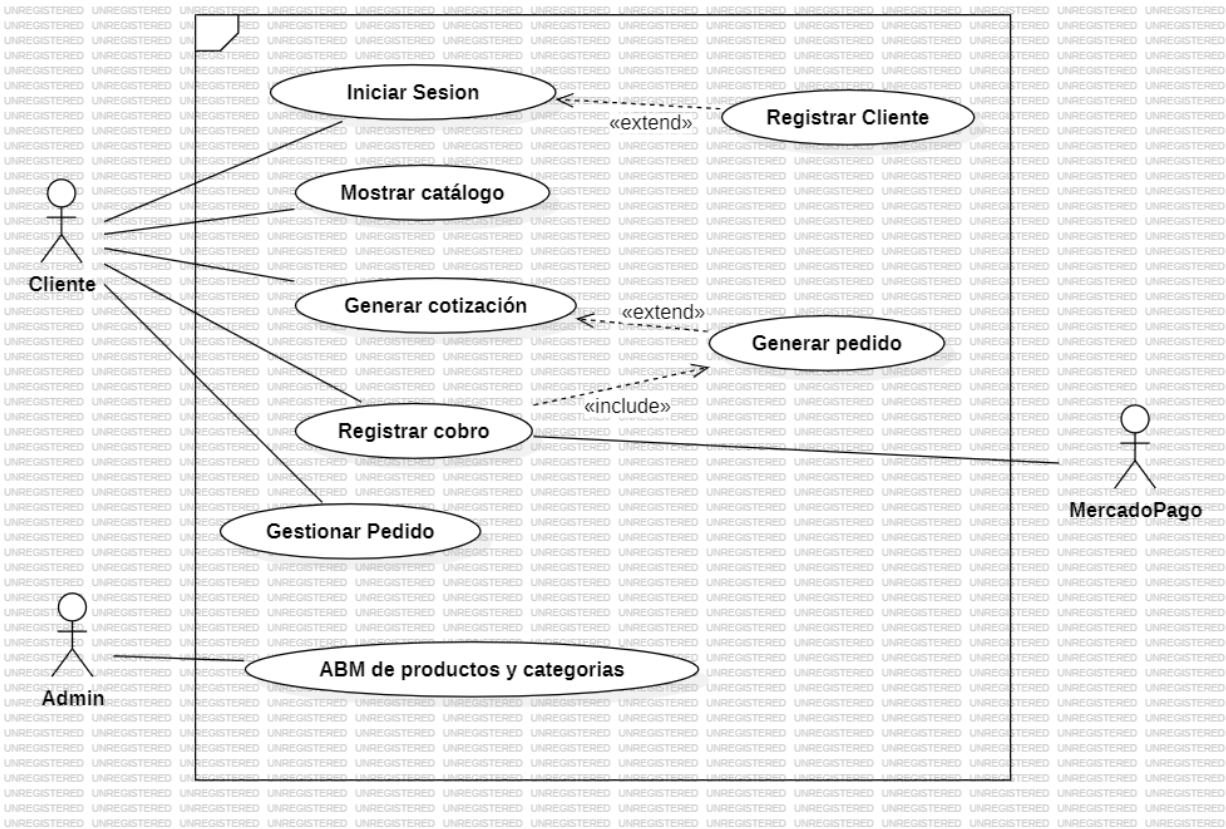 Iniciar Sesion
«extend»
Registrar Cliente
Mostrar catálogo
Cliente
Generar cotización
«extend»
Generar pedido
«include»
Registrar cobro
MercadoPago
Gestionar Pedido
ABM de productos y categorias
Admin
UNREGISTERED